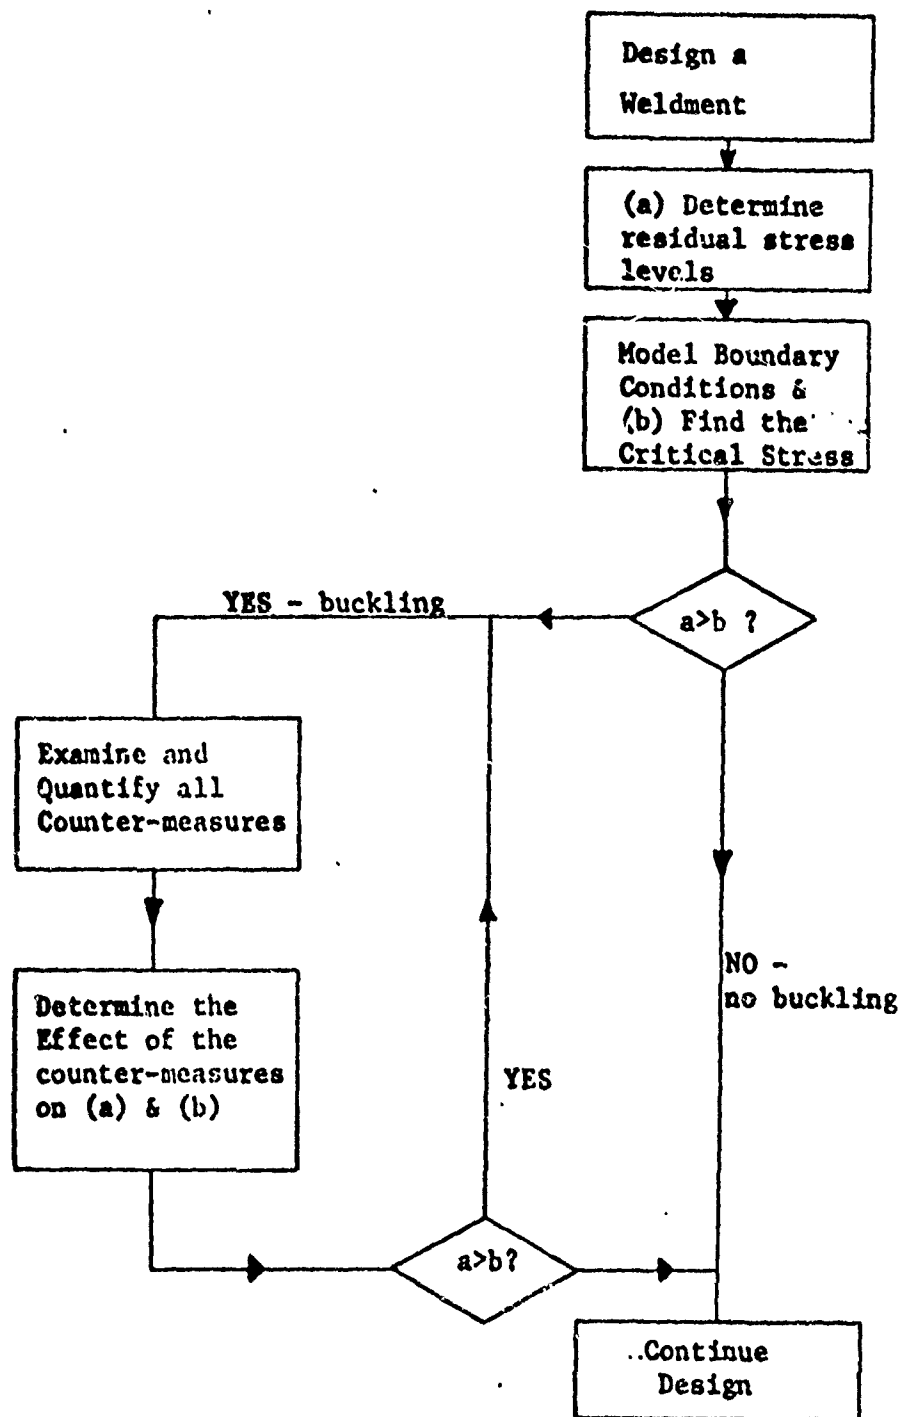 Design a
Weldment
(a) Determine
residual stress
levels
Model Boundary
Conditions &
(b) Find the
Critical Stress
a>b ?
YES - buckling
Examine and
Quantify all
Counter-measures
NO -
no buckling
Determine the
Effect of the
counter-measures
on (a) & (b)
YES
a>b?
Continue
Design